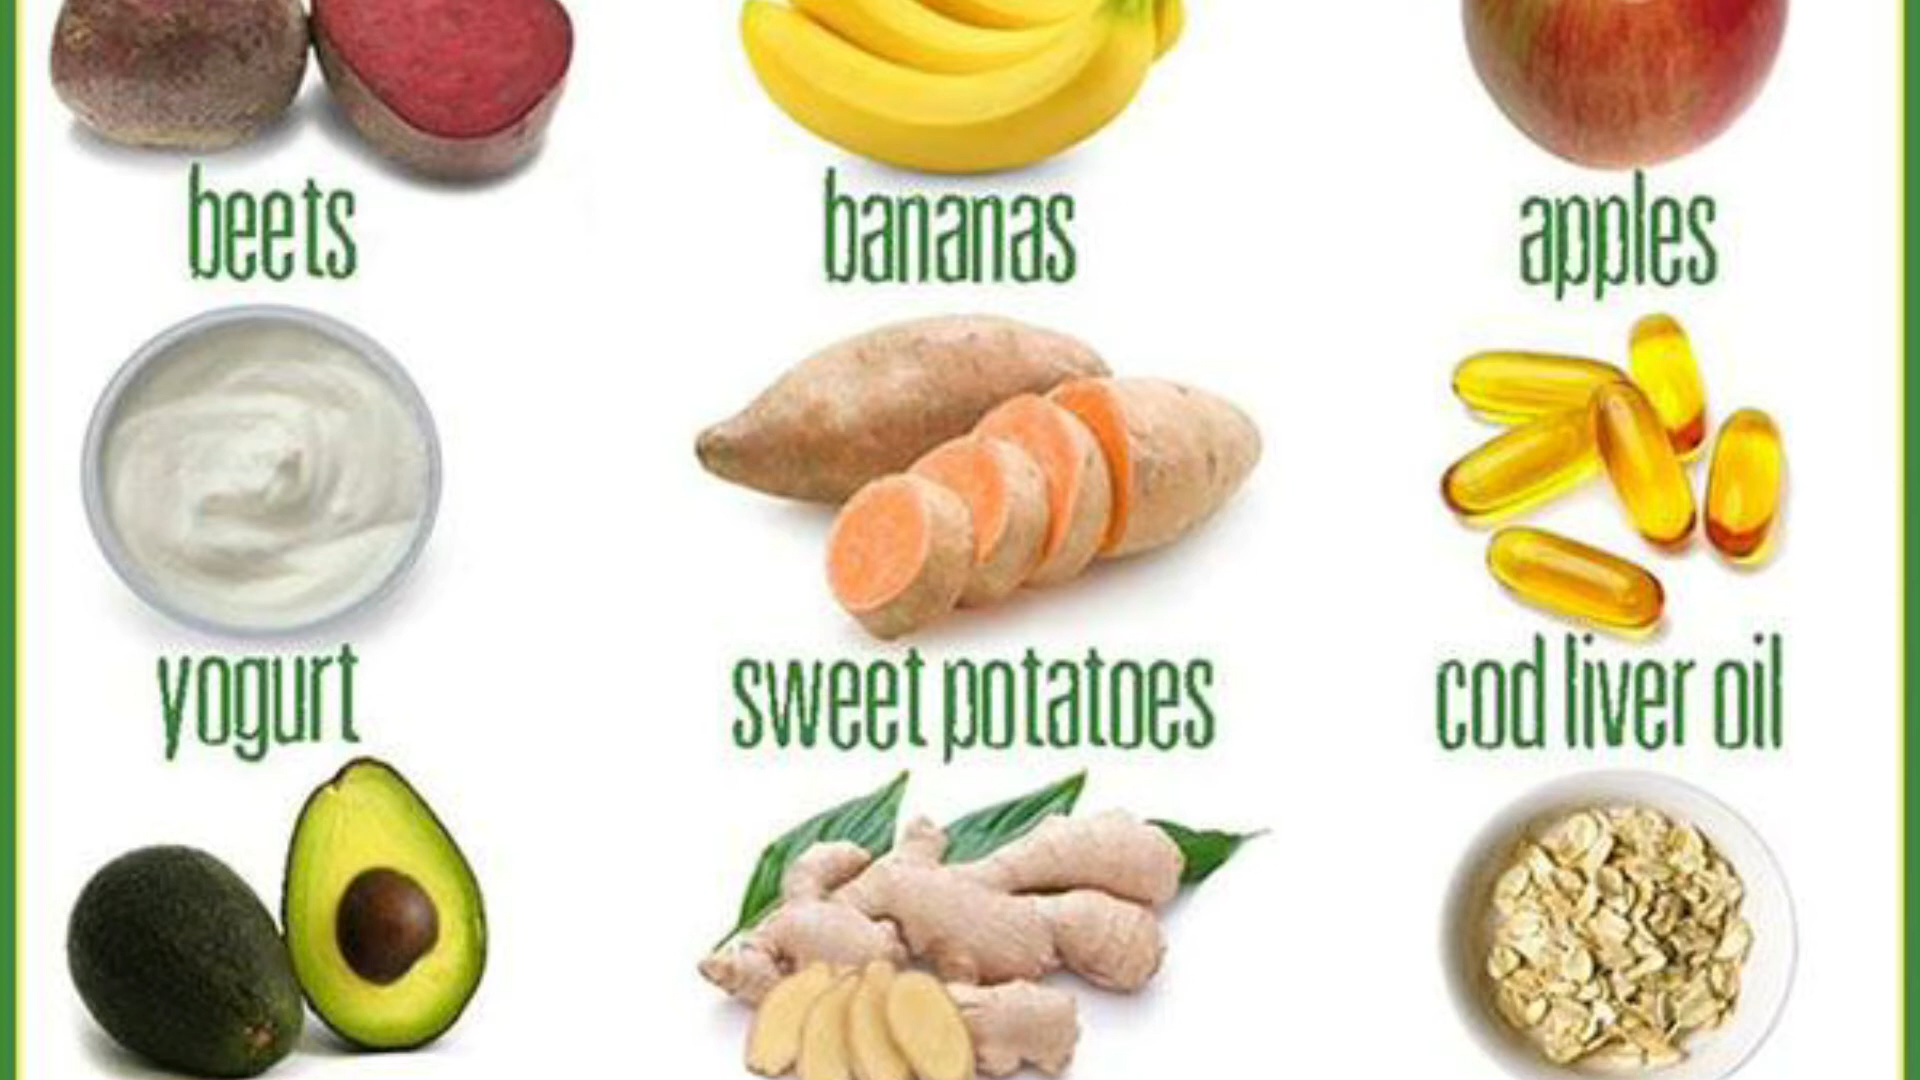 beets
bananas
apples
yogurt
sweet potatoes
cod liver oil